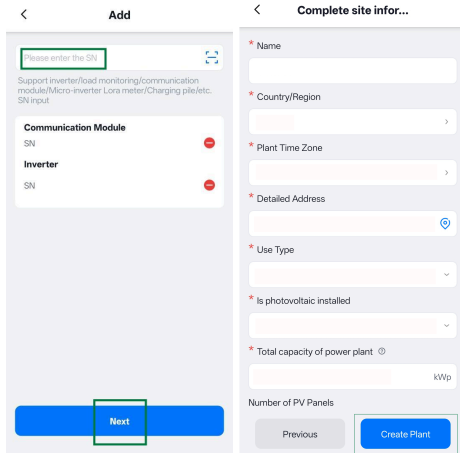 Add
Please enter the SN
Support inverter/load monitoring/communication
module/Micro-inverter Lora meter/Charging pile/etc.
SN input
Communication Module
SN
Inverter
SN
Next
Complete site infor...
* Name
* Country/Region
* Plant Time Zone
* Detailed Address
* Use Type
* Is photovoltaic installed
* Total capacity of power plant ?
kWp
Number of PV Panels
Previous
Create Plant